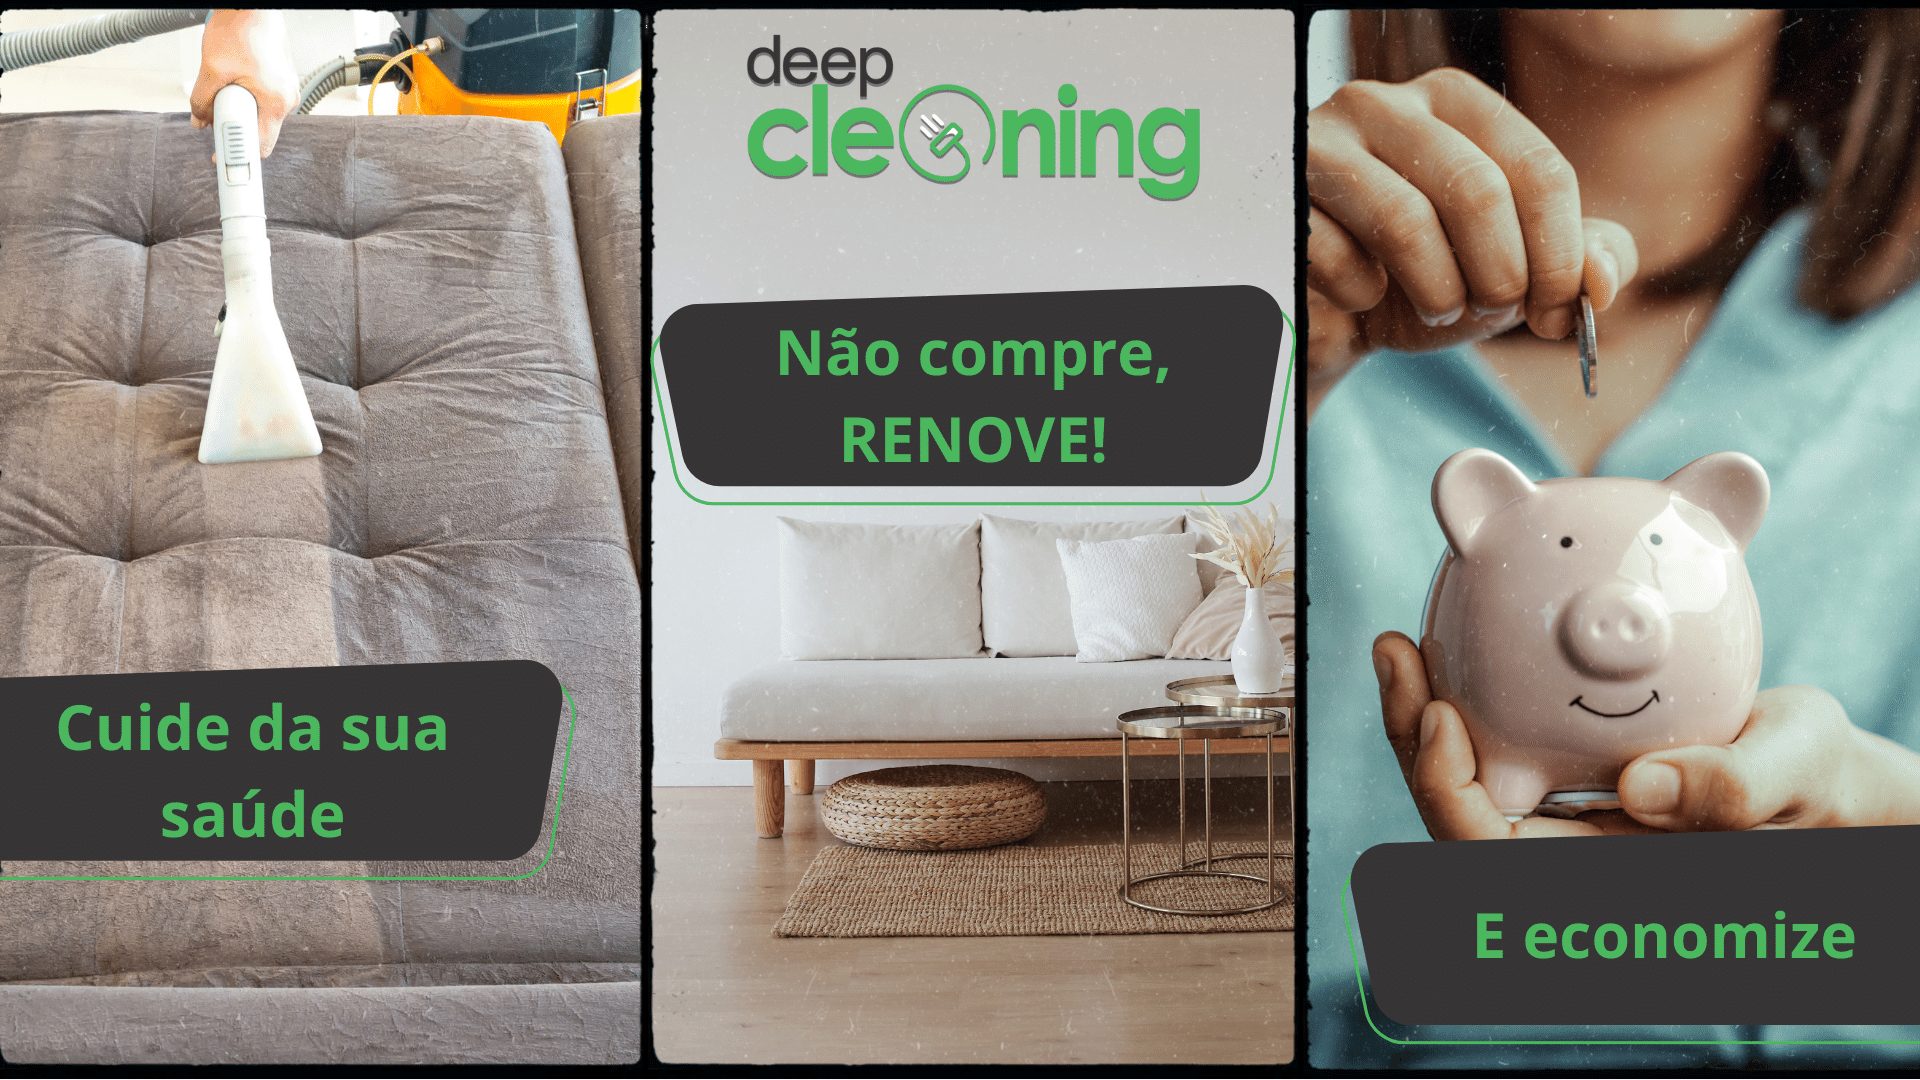 deep
cleaning
Não compre,
RENOVE!
Cuide da sua
saúde
E economize